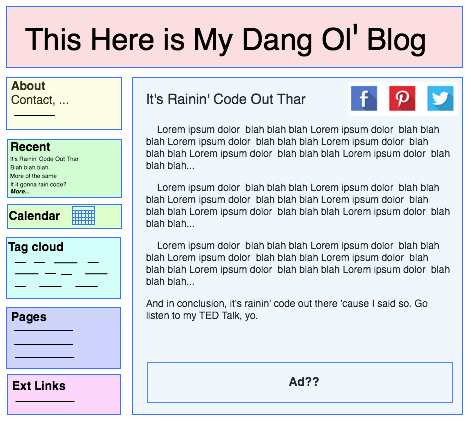 This Here is My Dang Ol' Blog
About
Contact, ...
Recent
It's Rainin' Code Out Thar
Blah blah blah..
More of the same
It it gonna rain code?
More...
Calendar
Tag cloud
Pages
Ext Links
It's Rainin' Code Out Thar
Lorem ipsum dolor blah blah blah Lorem ipsum dolor blah blah
blah Lorem ipsum dolor blah blah blah Lorem ipsum dolor blah
blah blah Lorem ipsum dolor blah blah blah Lorem ipsum dolor blah
blah blah...
Lorem ipsum dolor blah blah blah Lorem ipsum dolor blah blah
blah Lorem ipsum dolor blah blah blah Lorem ipsum dolor blah
blah blah Lorem ipsum dolor blah blah blah Lorem ipsum dolor blah
blah blah...
Lorem ipsum dolor blah blah blah Lorem ipsum dolor blah blah
blah Lorem ipsum dolor blah blah blah Lorem ipsum dolor blah
blah blah Lorem ipsum dolor blah blah blah Lorem ipsum dolor blah
blah blah...
And in conclusion, it's rainin' code out there 'cause I said so. Go
listen to my TED Talk, yo.
Ad??